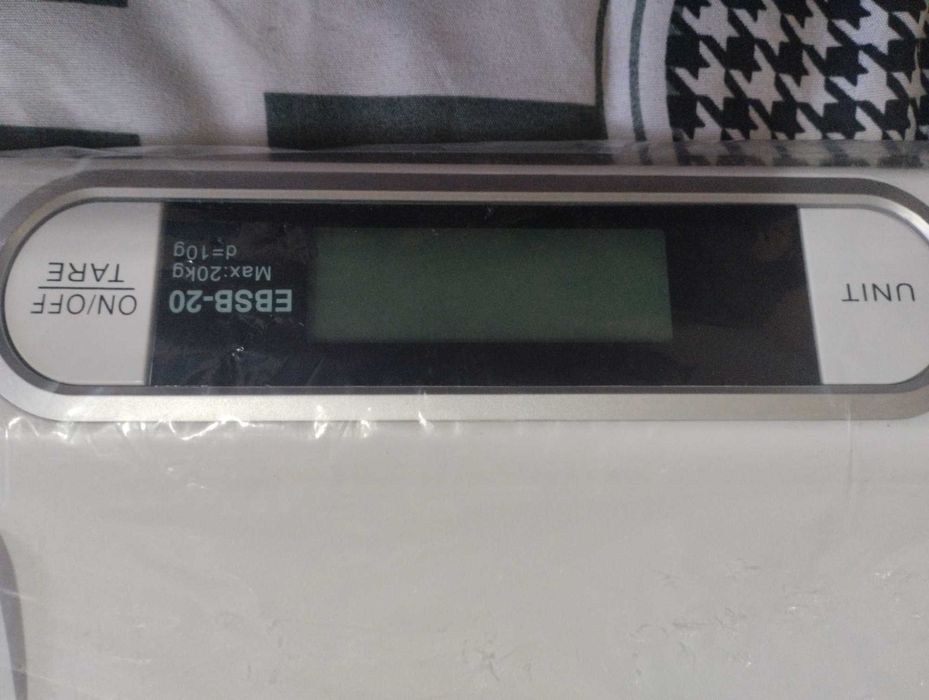 UNIT
EBSB-20
Max:20kg
d=10g
ON/OFF
TARE